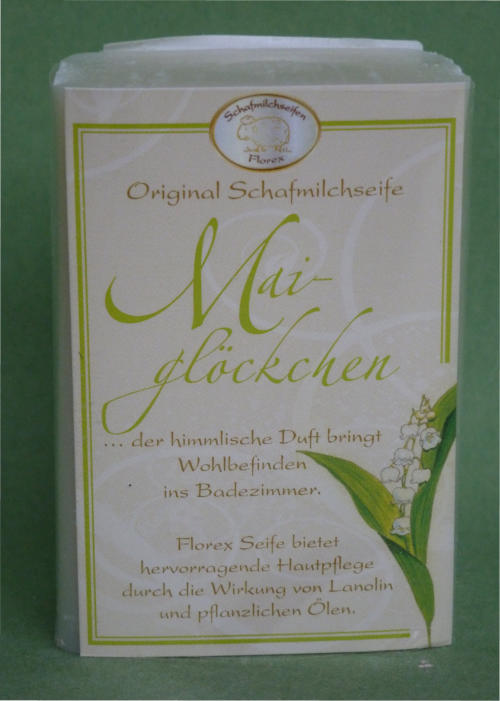 Schafmilchseifen
Florex
Original Schafmilchseife
Mai-
glöckchen
... der himmlische Duft bringt
Wohlbefinden
ins Badezimmer.
Florex Seife bietet
hervorragende Hautpflege
durch die Wirkung von Lanolin
und pflanzlichen Ölen.